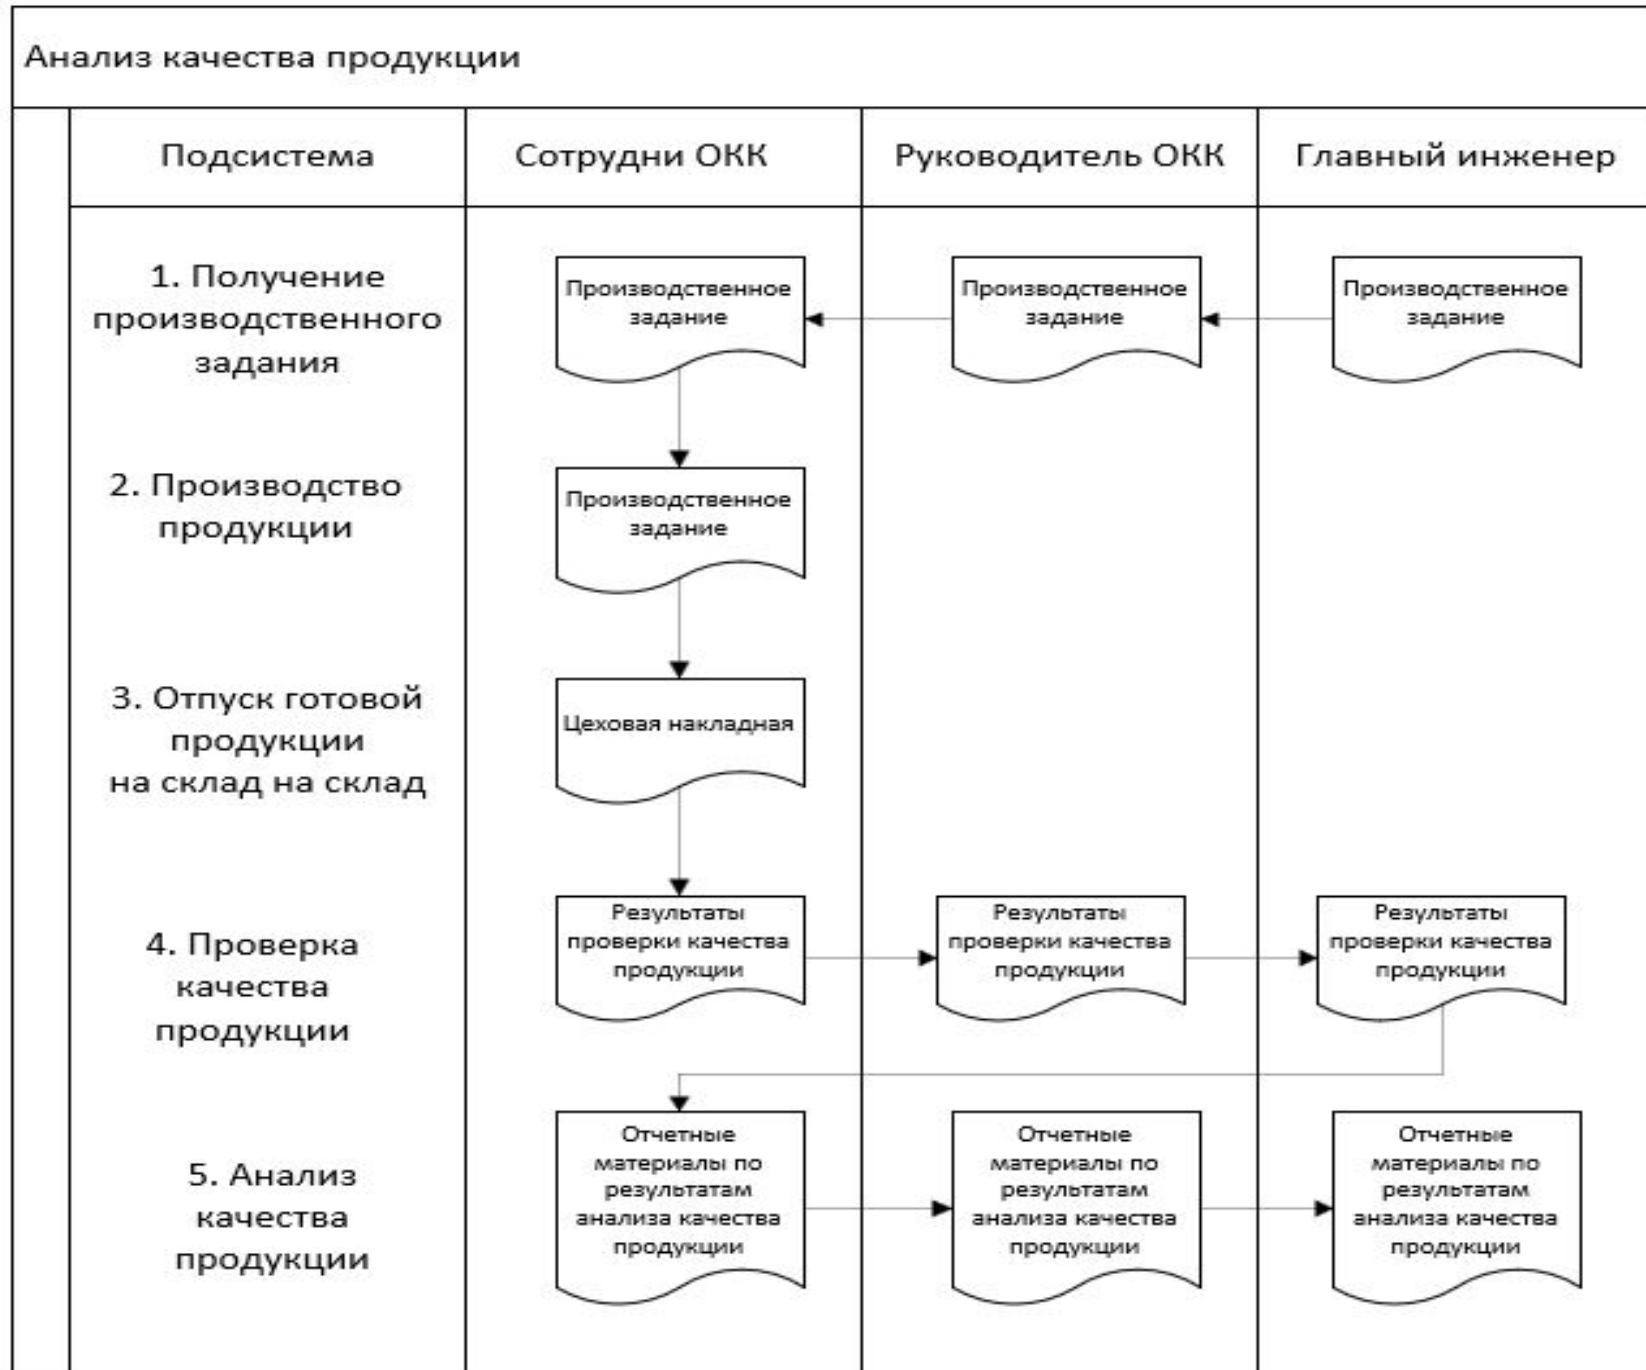 Анализ качества продукции
Подсистема
Сотрудни ОКК
Руководитель ОКК
Главный инженер
1. Получение
производственного
задания
Производственное
задание
Производственное
задание
Производственное
задание
2. Производство
продукции
Производственное
задание
3. Отпуск готовой
продукции
на склад на склад
Цеховая накладная
4. Проверка
качества
продукции
Результаты
проверки качества
продукции
Результаты
проверки качества
продукции
Результаты
проверки качества
продукции
5. Анализ
качества
продукции
Отчетные
материалы по
результатам
анализа качества
продукции
Отчетные
материалы по
результатам
анализа качества
продукции
Отчетные
материалы по
результатам
анализа качества
продукции